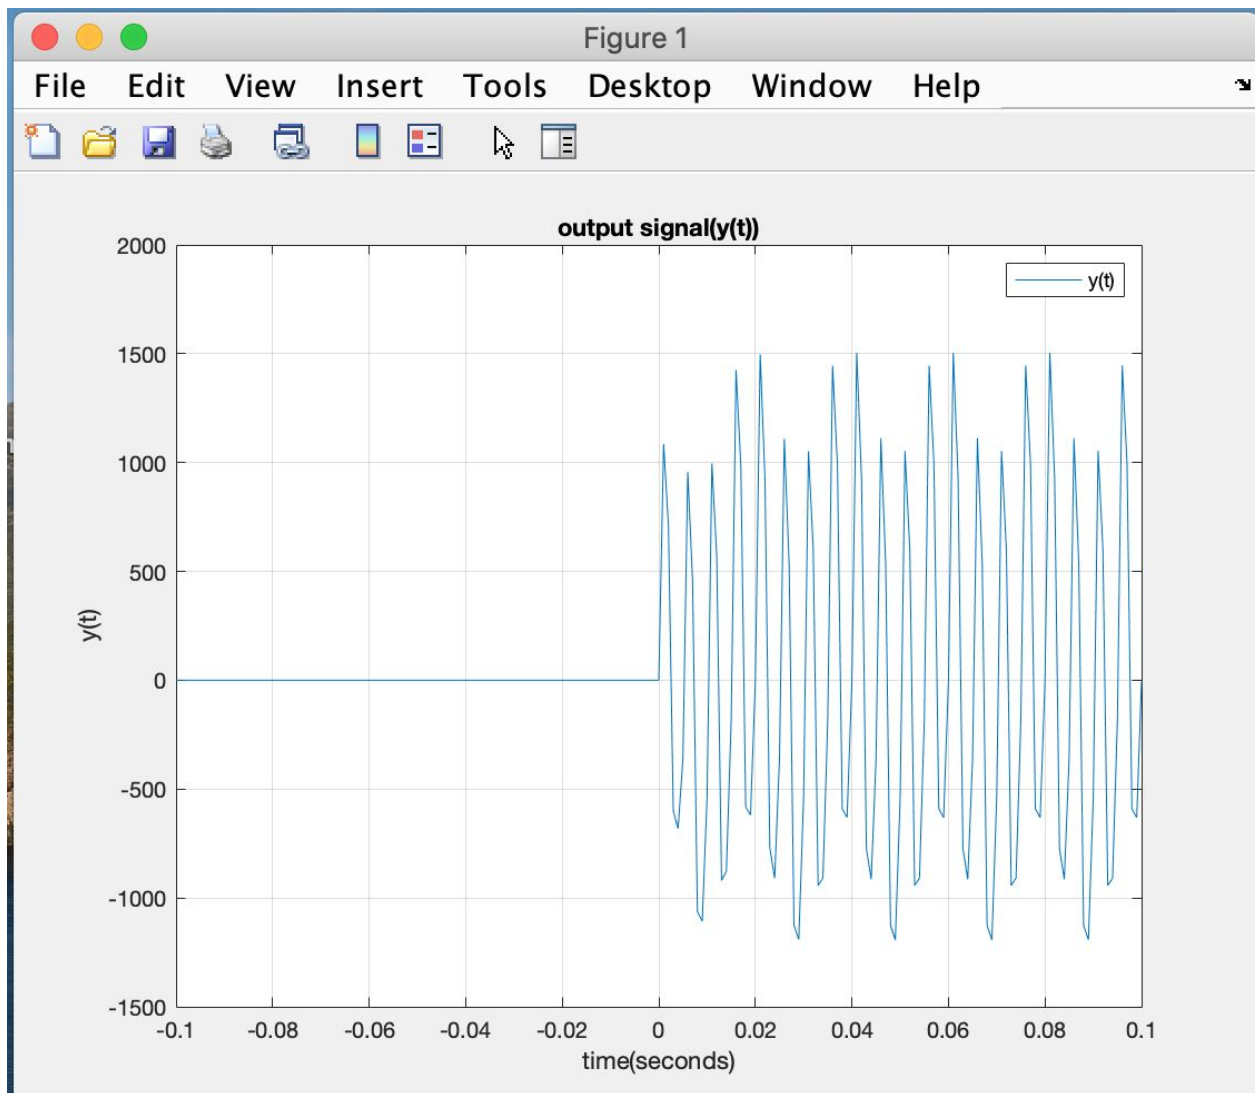 Figure 1
File Edit View Insert Tools Desktop Window Help
output signal(y(t))
y(t)
2000
1500
1000
500
0
-500
-1000
-1500
y(t)
-0.1 -0.08 -0.06 -0.04 -0.02 0 0.02 0.04 0.06 0.08 0.1
time(seconds)